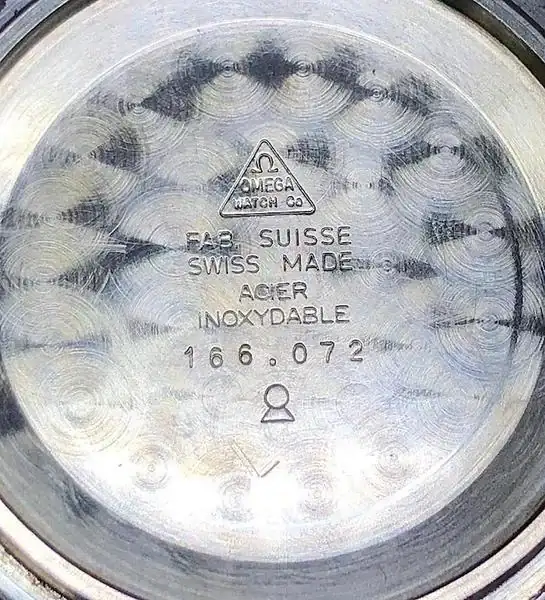 Ω
OMEGA
WATCH Co
FAB. SUISSE
SWISS MADE
ACIER
INOXYDABLE
166.072